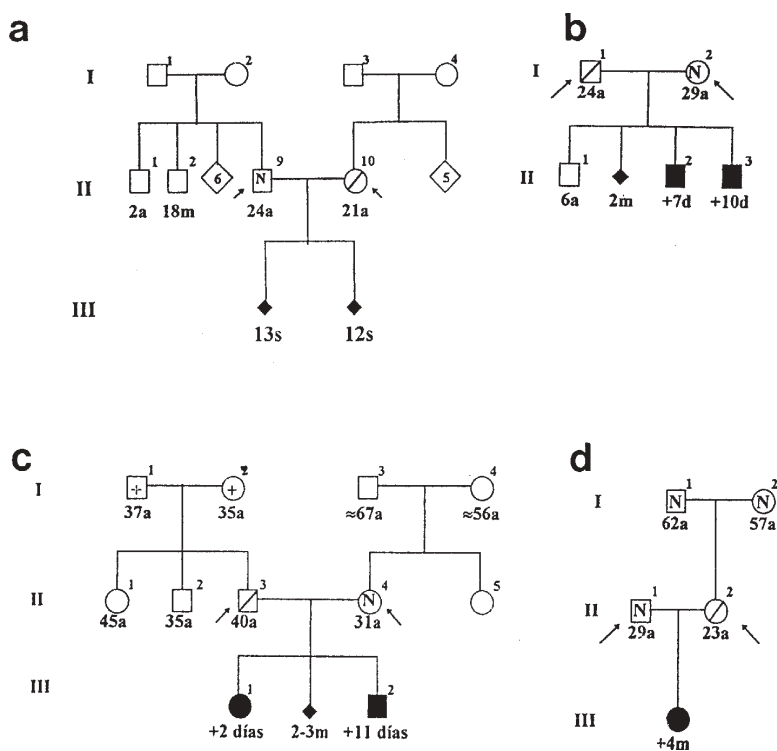 a
I
1
2
3
4
II
1
2
6
9
N
10
5
2a
18m
24a
21a
III
13s
12s
b
I
1
2
N
24a
29a
II
1
2
3
6a
2m
+7d
+10d
c
I
1
2
3
4
+
+
37a
35a
≈67a
≈56a
II
1
2
3
4
N
5
45a
35a
40a
31a
III
1
2
+2 días
2-3m
+11 días
d
I
1
2
N
N
62a
57a
II
1
2
N
29a
23a
III
+4m